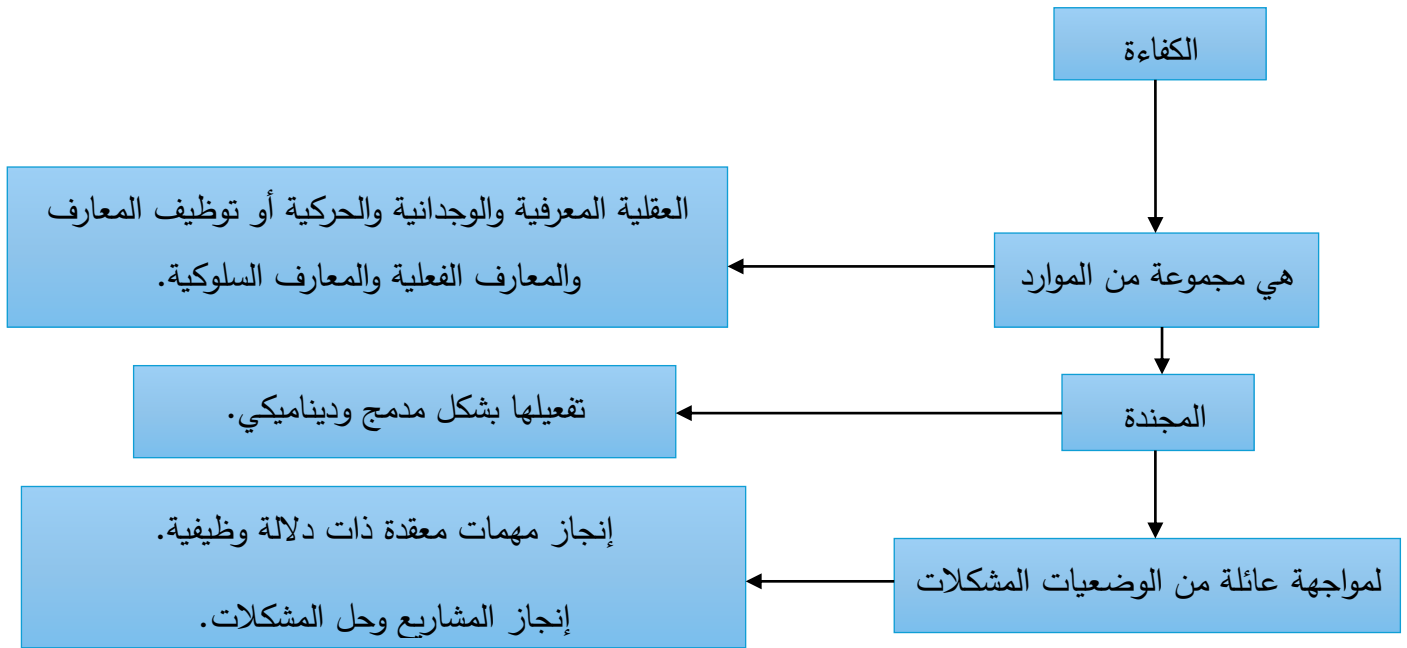 الكفاءة
هي مجموعة من الموارد
العقلية المعرفية والوجدانية والحركية أو توظيف المعارف
والمعارف الفعلية والمعارف السلوكية.
المجندة
تفعيلها بشكل مدمج وديناميكي.
لمواجهة عائلة من الوضعيات المشكلات
إنجاز مهمات معقدة ذات دلالة وظيفية.
إنجاز المشاريع وحل المشكلات.